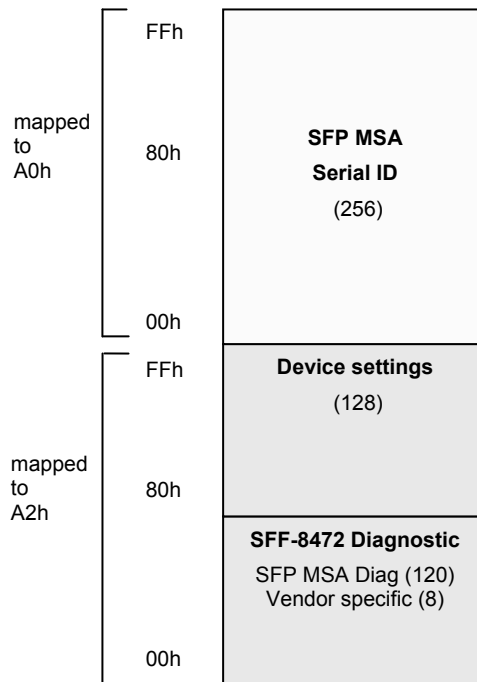 FFh
mapped
to
A0h
80h
00h
SFP MSA
Serial ID
(256)
FFh
mapped
to
A2h
80h
00h
Device settings
(128)
SFF-8472 Diagnostic
SFP MSA Diag (120)
Vendor specific (8)